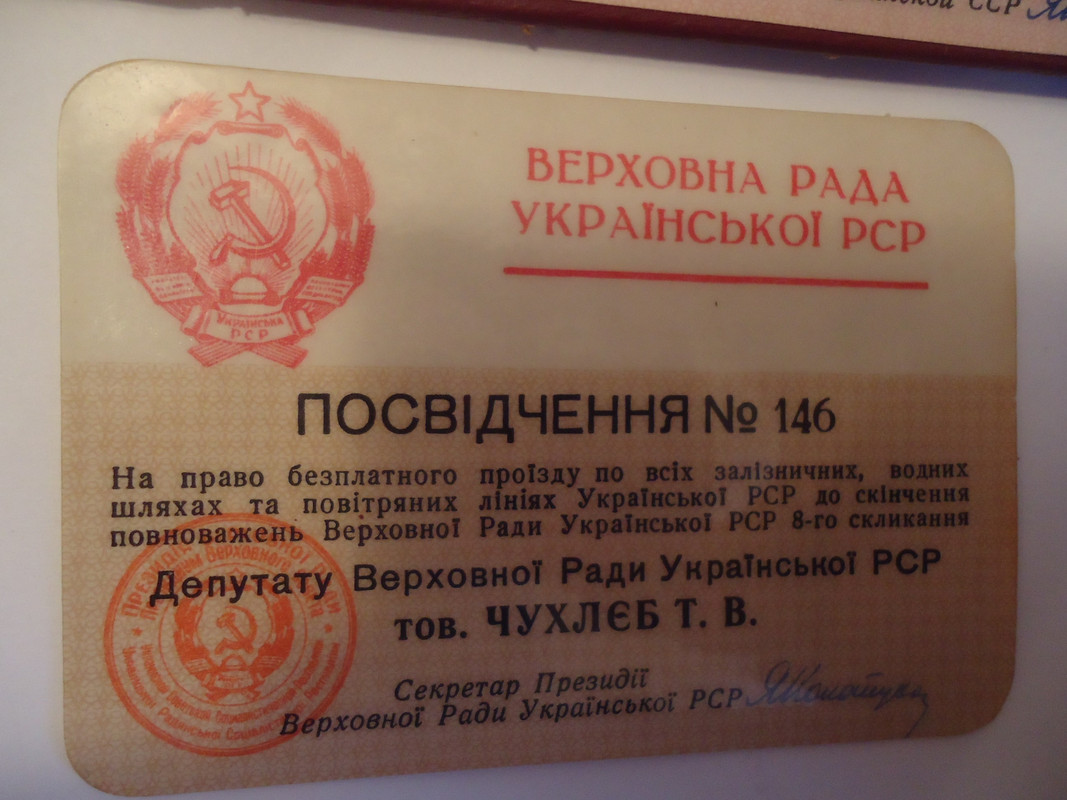 ССР
ВЕРХОВНА РАДА
УКРАЇНСЬКОЇ РСР
УКРАЇНСЬКА
РСР
ПОСВІДЧЕННЯ № 146
На право безплатного проїзду по всіх залізничних, водних
шляхах та повітряних лініях Української РСР до скінчення
повноважень Верховної Ради Української РСР 8-го скликання
Депутату Верховної Ради Української РСР
тов. ЧУХЛЄБ Т. В.
Секретар Президії
Верховної Ради Української РСР